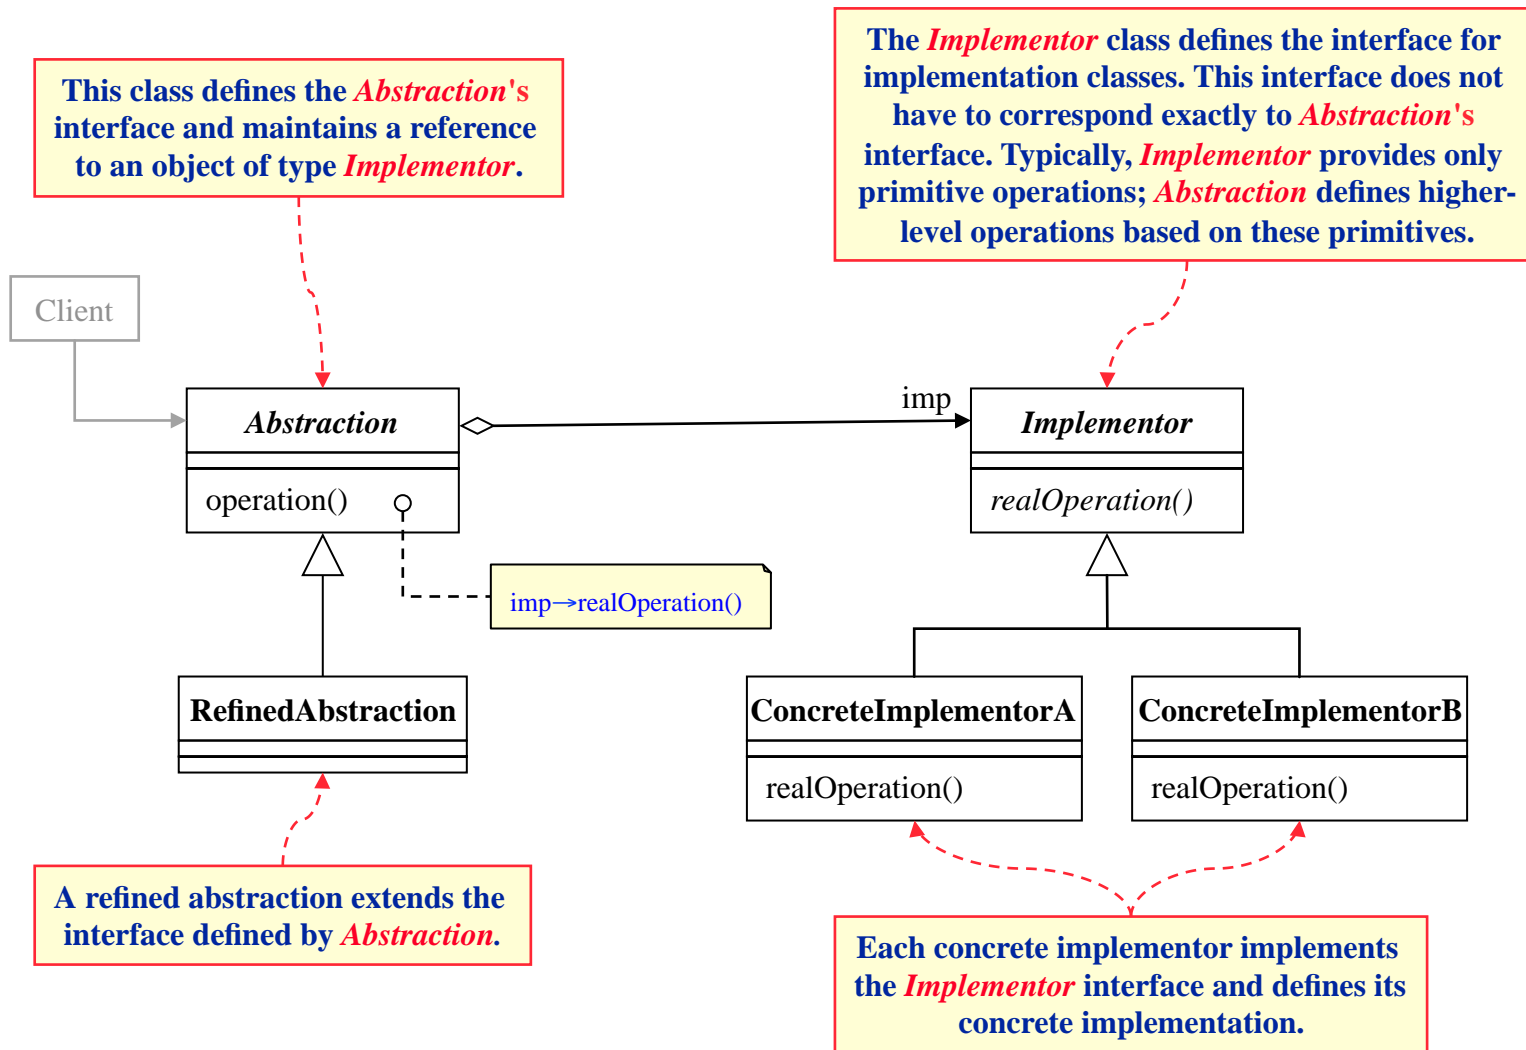 The Implementor class defines the interface for
implementation classes. This interface does not
have to correspond exactly to Abstraction's
interface. Typically, Implementor provides only
primitive operations; Abstraction defines higher-
level operations based on these primitives.
This class defines the Abstraction's
interface and maintains a reference
to an object of type Implementor.
Client
Abstraction
imp
Implementor
operation()
realOperation()
imp→realOperation()
RefinedAbstraction
ConcreteImplementorA
ConcreteImplementorB
realOperation()
realOperation()
A refined abstraction extends the
interface defined by Abstraction.
Each concrete implementor implements
the Implementor interface and defines its
concrete implementation.